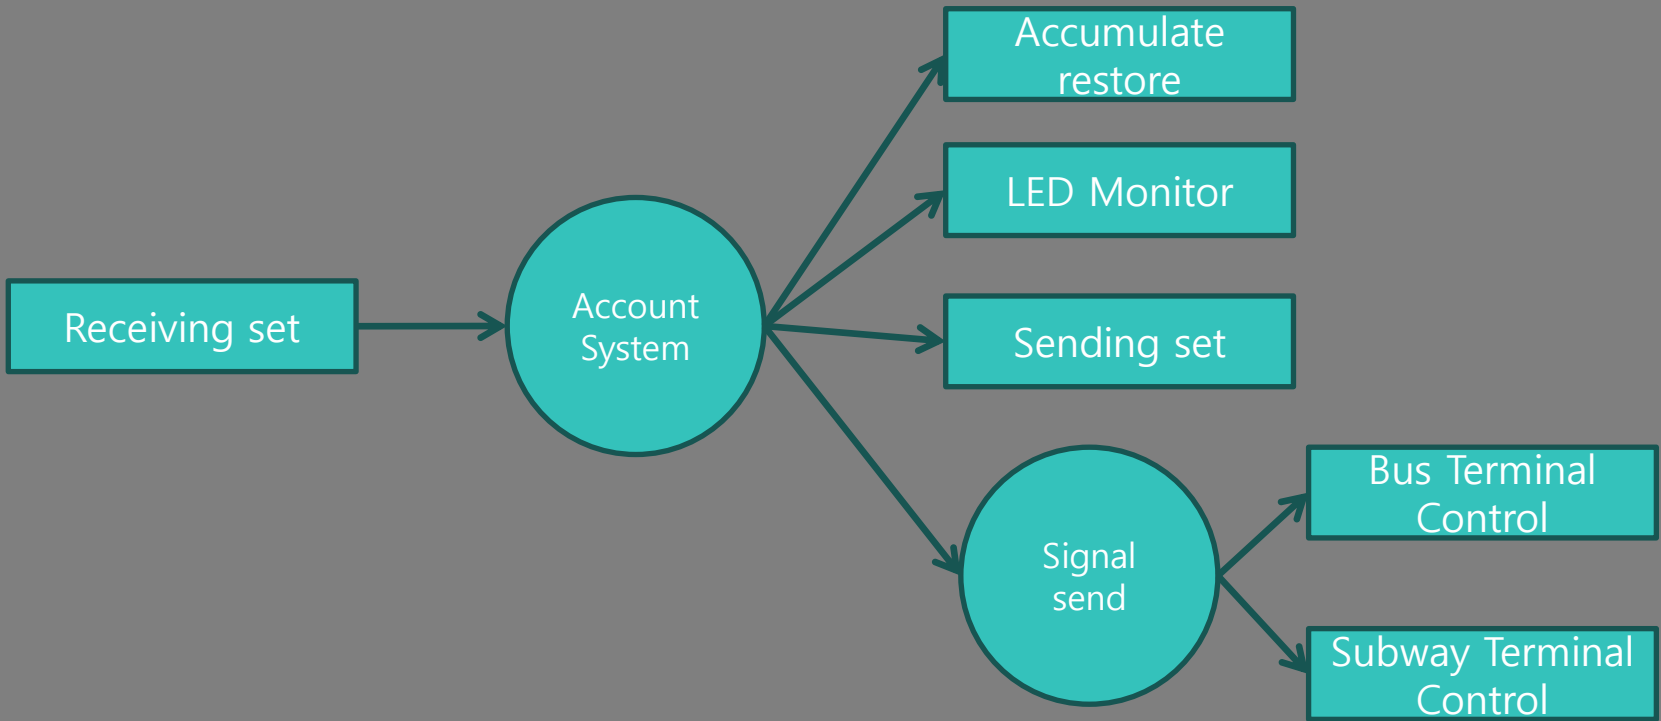 Accumulate
restore
LED Monitor
Receiving set
Account
System
Sending set
Signal
send
Bus Terminal
Control
Subway Terminal
Control